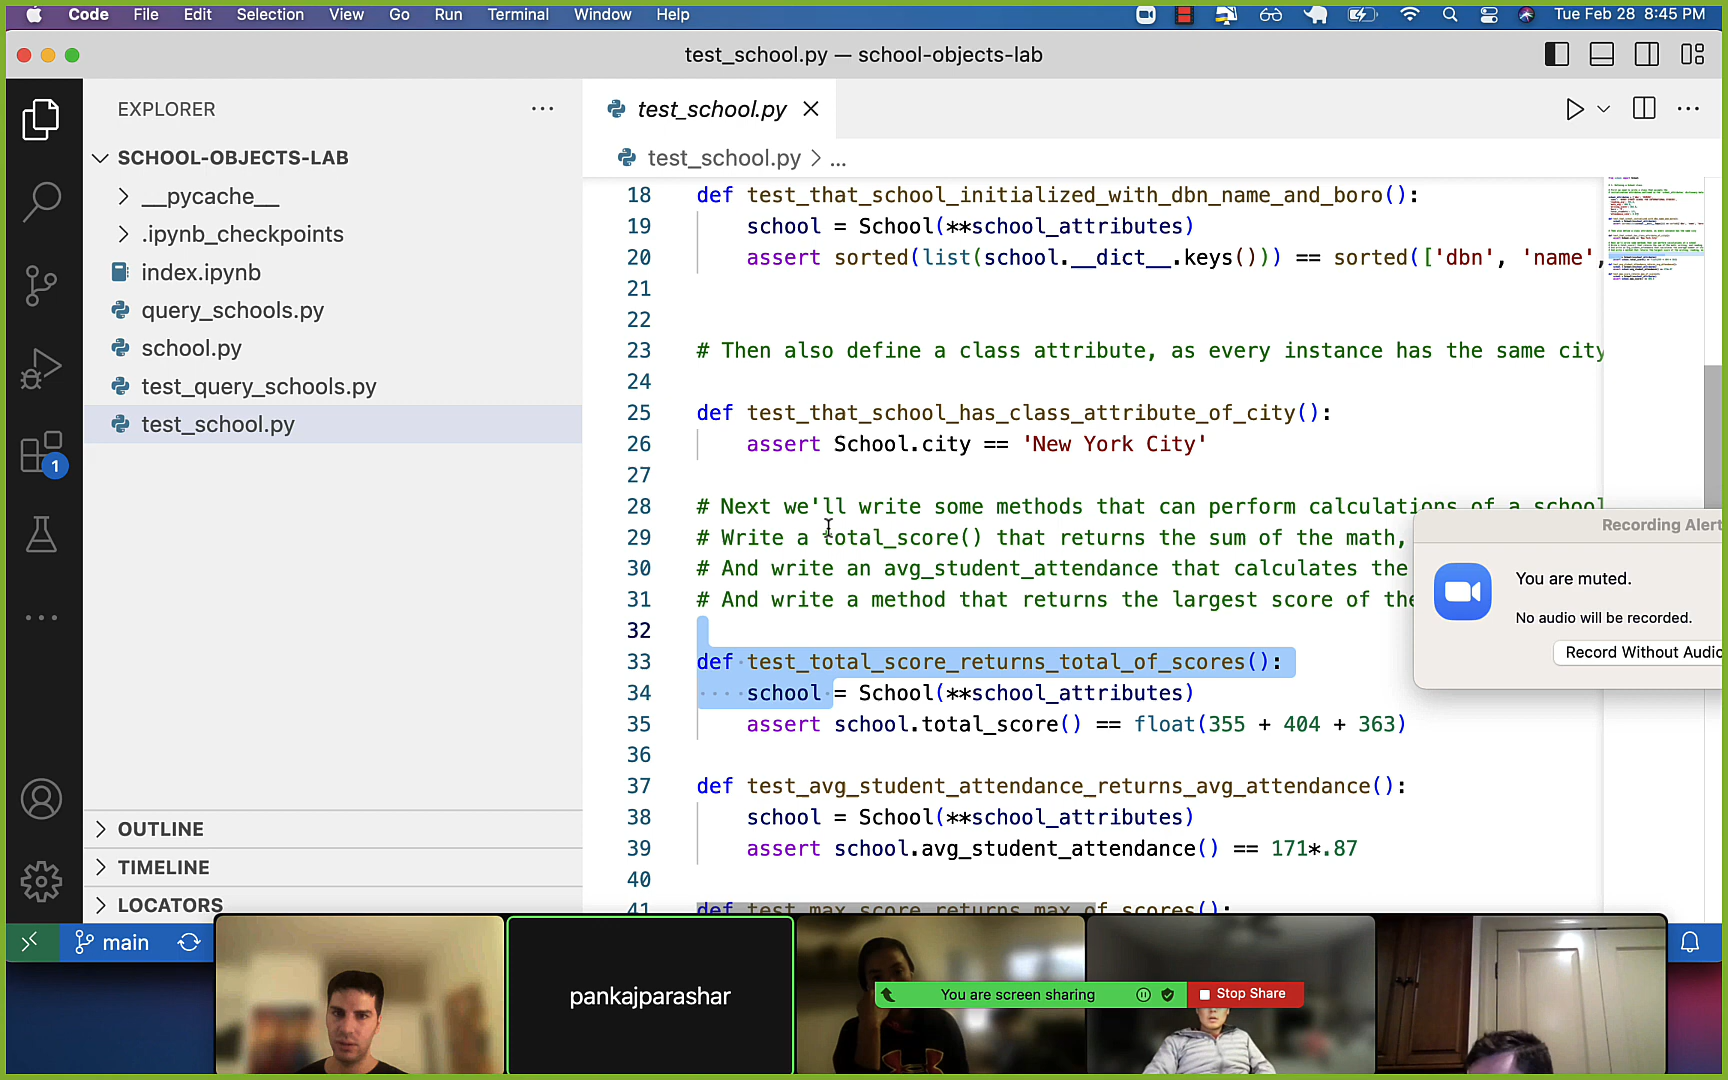 Code File Edit Selection View Go Run Terminal Window Help Tue Feb 28 8:45 PM
test_school.py — school-objects-lab
EXPLORER
test_school.py
SCHOOL-OBJECTS-LAB
test_school.py > ...
__pycache__
.ipynb_checkpoints
index.ipynb
query_schools.py
school.py
test_query_schools.py
test_school.py
18 def test_that_school_initialized_with_dbn_name_and_boro():
19 school = School(**school_attributes)
20 assert sorted(list(school.__dict__.keys())) == sorted(['dbn', 'name',
21
22
23 # Then also define a class attribute, as every instance has the same city
24
25 def test_that_school_has_class_attribute_of_city():
26 assert School.city == 'New York City'
27
28 # Next we'll write some methods that can perform calculations of a school
29 # Write a total_score() that returns the sum of the math,
30 # And write an avg_student_attendance that calculates the
31 # And write a method that returns the largest score of the
32
33 def test_total_score_returns_total_of_scores():
34 school = School(**school_attributes)
35 assert school.total_score() == float(355 + 404 + 363)
36
37 def test_avg_student_attendance_returns_avg_attendance():
38 school = School(**school_attributes)
39 assert school.avg_student_attendance() == 171*.87
40
41 def test_max_score_returns_max_of_scores():
Recording Alert
You are muted.
No audio will be recorded.
Record Without Audio
1
OUTLINE
TIMELINE
LOCATORS
main
pankajparashar
You are screen sharing
Stop Share